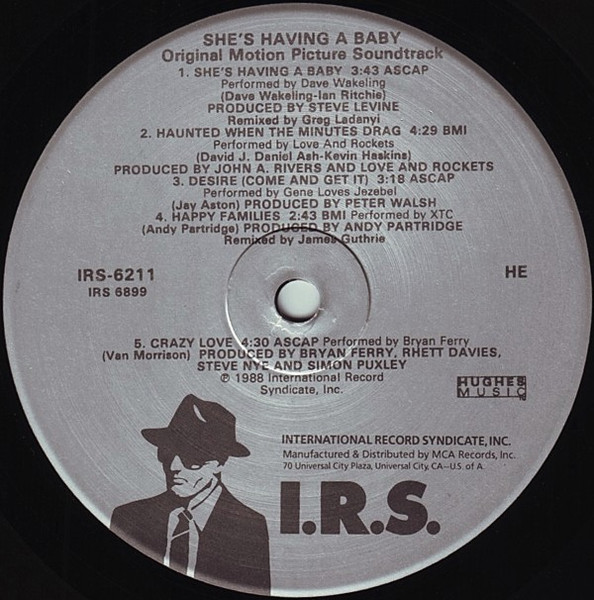 SHE'S HAVING A BABY
Original Motion Picture Soundtrack
1. SHE'S HAVING A BABY 3:43 ASCAP
Performed by Dave Wakeling
(Dave Wakeling-Ian Ritchie)
PRODUCED BY STEVE LEVINE
Remixed by Greg Ladanyi
2. HAUNTED WHEN THE MINUTES DRAG 4:29 BMI
Performed by Love And Rockets
(David J. Daniel Ash-Kevin Haskins)
PRODUCED BY JOHN A. RIVERS AND LOVE AND ROCKETS
3. DESIRE (COME AND GET IT) 3:18 ASCAP
Performed by Gene Loves Jezebel
(Jay Aston) PRODUCED BY PETER WALSH
4. HAPPY FAMILIES 2:43 BMI Performed by XTC
(Andy Partridge) PRODUCED BY ANDY PARTRIDGE
Remixed by James Guthrie
IRS-6211
IRS 6899
HE
5. CRAZY LOVE 4:30 ASCAP Performed by Bryan Ferry
(Van Morrison) PRODUCED BY BRYAN FERRY, RHETT DAVIES,
STEVE NYE AND SIMON PUXLEY
℗ 1988 International Record
Syndicate, Inc.
HUGHES
MUSIC
INTERNATIONAL RECORD SYNDICATE, INC.
Manufactured & Distributed by MCA Records, Inc.
70 Universal City Plaza, Universal City, CA--U.S. of A.
I.R.S.